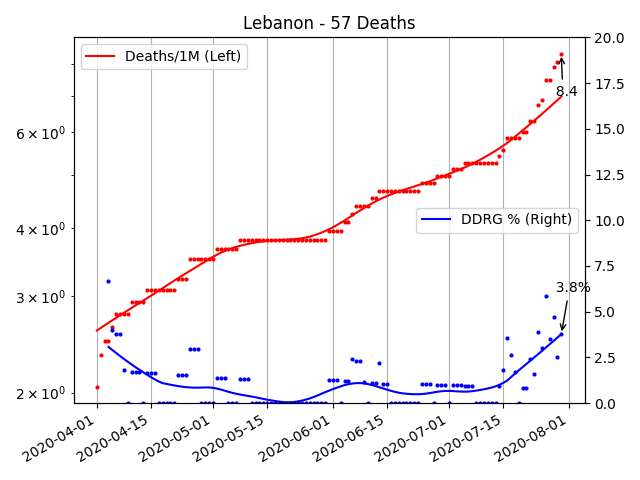 Lebanon - 57 Deaths
Deaths/1M (Left)
DDRG % (Right)
8.4
3.8%
6 × 10⁰
4 × 10⁰
3 × 10⁰
2 × 10⁰
20.0
17.5
15.0
12.5
10.0
7.5
5.0
2.5
0.0
2020-04-01
2020-04-15
2020-05-01
2020-05-15
2020-06-01
2020-06-15
2020-07-01
2020-07-15
2020-08-01